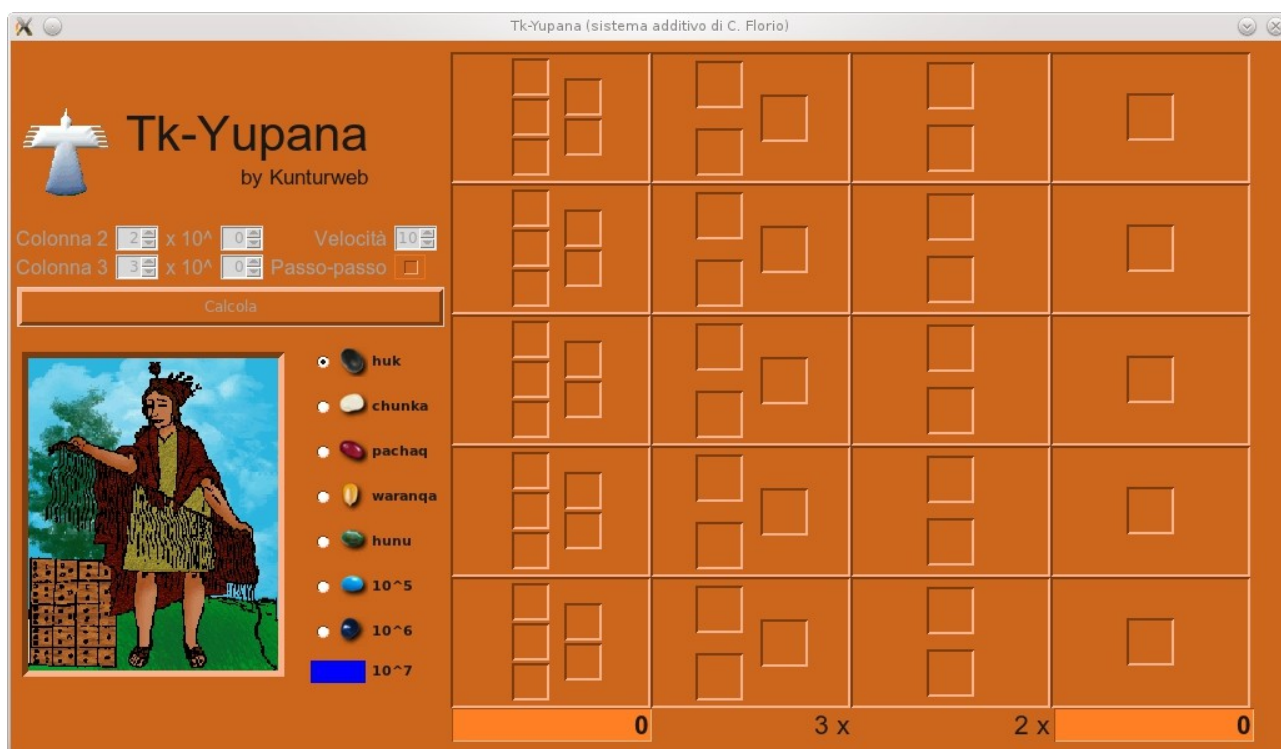 Tk-Yupana (sistema additivo di C. Florio)
Tk-Yupana
by Kunturweb
Colonna 2 2 x 10^ 0 Velocità 10
Colonna 3 3 x 10^ 0 Passo-passo
Calcola
huk
chunka
pachaq
waranqa
hunu
10^5
10^6
10^7
0 3 x 2 x 0